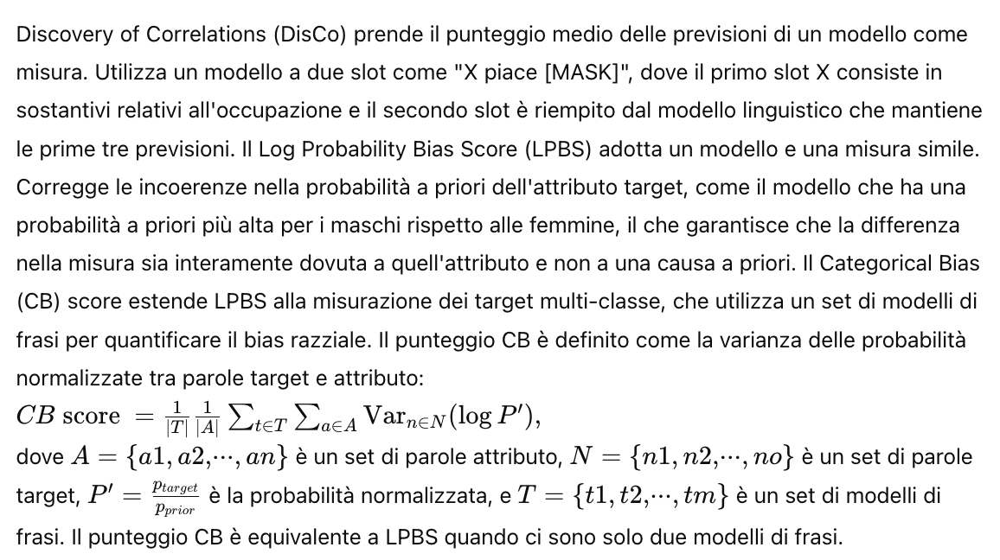 Discovery of Correlations (DisCo) prende il punteggio medio delle previsioni di un modello come
misura. Utilizza un modello a due slot come "X piace [MASK]", dove il primo slot X consiste in
sostantivi relativi all'occupazione e il secondo slot è riempito dal modello linguistico che mantiene
le prime tre previsioni. Il Log Probability Bias Score (LPBS) adotta un modello e una misura simile.
Corregge le incoerenze nella probabilità a priori dell'attributo target, come il modello che ha una
probabilità a priori più alta per i maschi rispetto alle femmine, il che garantisce che la differenza
nella misura sia interamente dovuta a quell'attributo e non a una causa a priori. Il Categorical Bias
(CB) score estende LPBS alla misurazione dei target multi-classe, che utilizza un set di modelli di
frasi per quantificare il bias razziale. Il punteggio CB è definito come la varianza delle probabilità
normalizzate tra parole target e attributo:
$CB \text{ score } = \frac{1}{|T|} \frac{1}{|A|} \sum_{t \in T} \sum_{a \in A} \text{Var}_{n \in N} (\log P'),$
dove $A = \{a1, a2, \cdots, an\}$ è un set di parole attributo, $N = \{n1, n2, \cdots, no\}$ è un set di parole
target, $P' = \frac{p_{target}}{p_{prior}}$ è la probabilità normalizzata, e $T = \{t1, t2, \cdots, tm\}$ è un set di modelli di
frasi. Il punteggio CB è equivalente a LPBS quando ci sono solo due modelli di frasi.